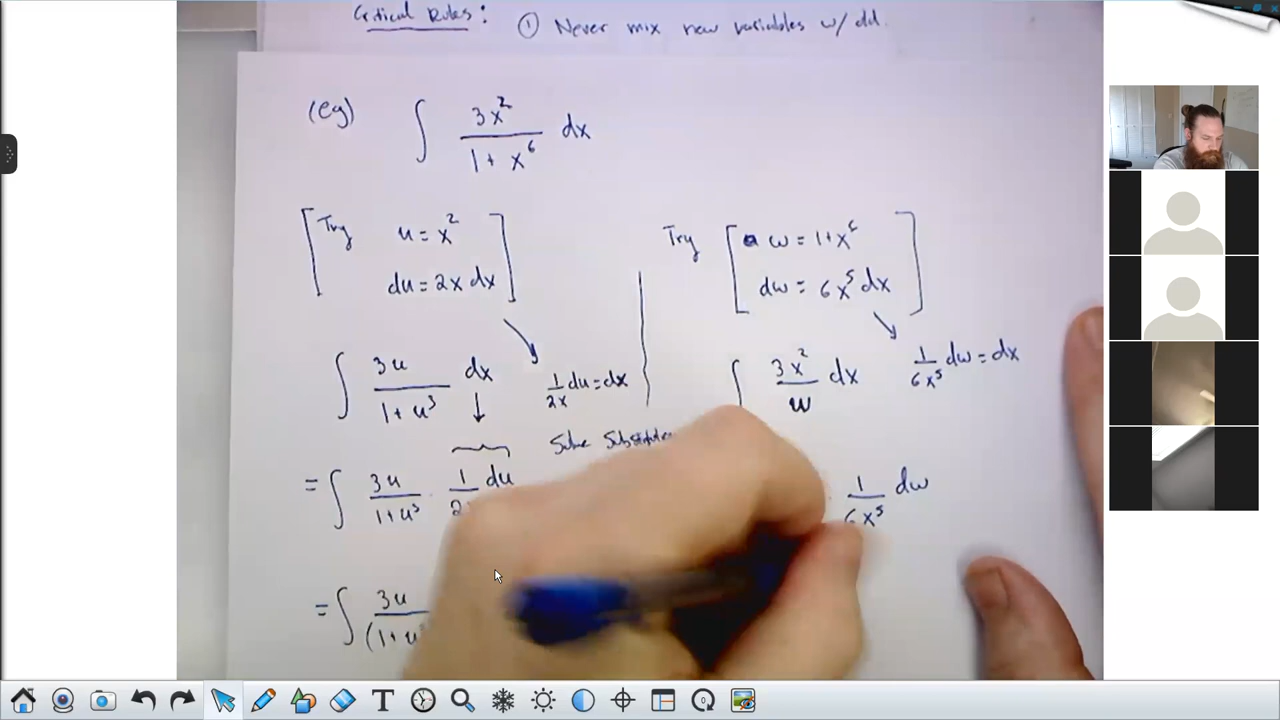 Critical Rules: ① Never mix new variables w/ old.
(eg) ∫ 3x²/(1+x⁶) dx
[Try u = x²
du = 2x dx]
∫ 3u/(1+u³) dx
1/2x du = dx
Solve
= ∫ 3u/(1+u³) · 1/ du
= ∫ 3u/(1+u
Try [w = 1+x⁶
dw = 6x⁵ dx]
∫ 3x²/w dx
1/6x⁵ dw = dx
1/6x⁵ dw
T